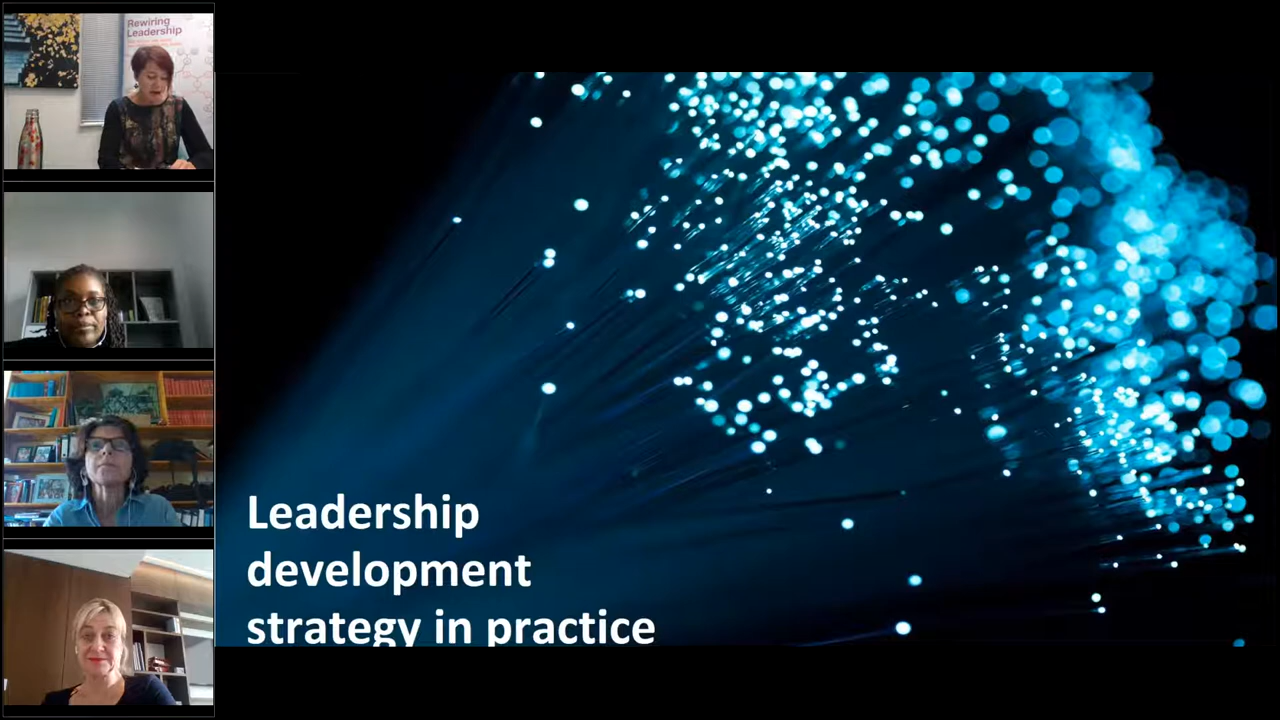 Rewiring
Leadership
Leadership
development
strategy in practice